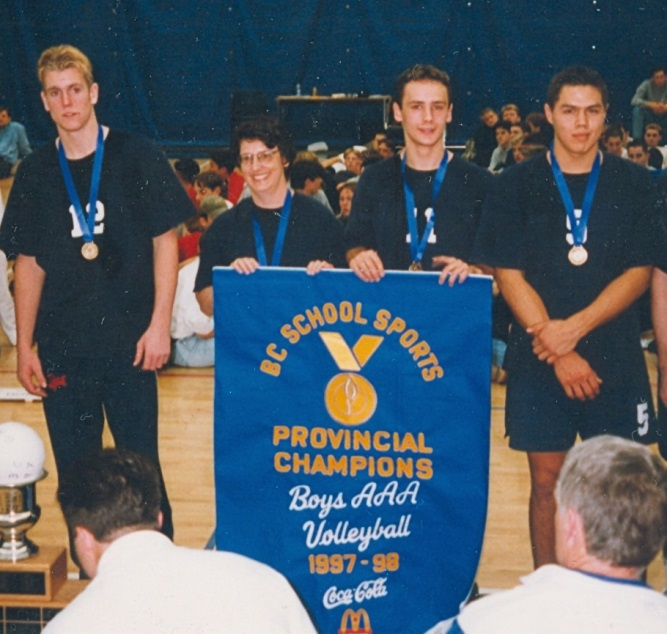 12
BC SCHOOL SPORTS
PROVINCIAL
CHAMPIONS
Boys AAA
Volleyball
1997-98
Coca-Cola
5